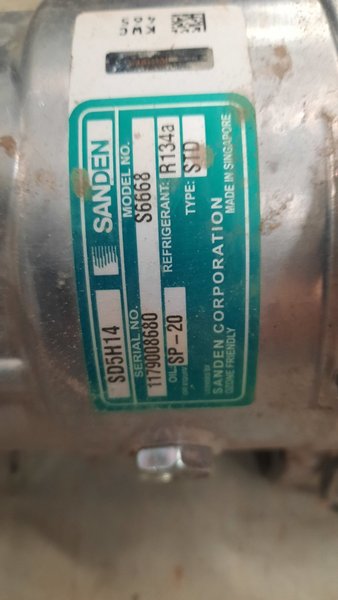 SANDEN
SD5H14
MODEL NO.
S6668
SERIAL NO.
1179008680
REFRIGERANT: R134a
OIL: SP-20
TYPE: STD
SANDEN CORPORATION
OZONE FRIENDLY
MADE IN SINGAPORE